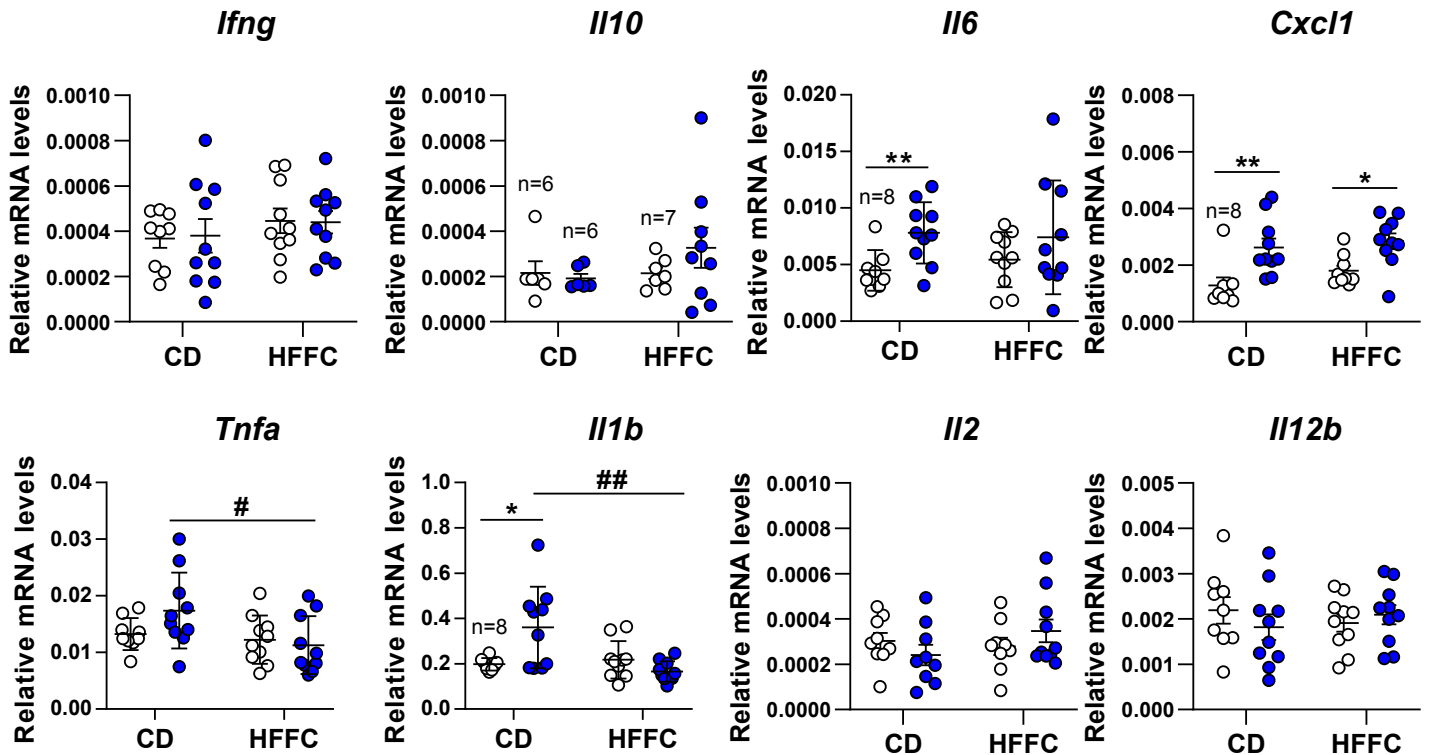 Ifng
Il10
Il6
Cxcl1
Relative mRNA levels
0.0010
0.0008
0.0006
0.0004
0.0002
0.0000
CD
HFFC
Relative mRNA levels
0.0010
0.0008
0.0006
0.0004
0.0002
0.0000
n=6
n=6
n=7
CD
HFFC
Relative mRNA levels
0.020
0.015
0.010
0.005
0.000
**
n=8
CD
HFFC
Relative mRNA levels
0.008
0.006
0.004
0.002
0.000
**
*
n=8
CD
HFFC
Tnfa
Il1b
Il2
Il12b
Relative mRNA levels
0.04
0.03
0.02
0.01
0.00
#
CD
HFFC
Relative mRNA levels
1.0
0.8
0.6
0.4
0.2
0.0
##
*
n=8
CD
HFFC
Relative mRNA levels
0.0010
0.0008
0.0006
0.0004
0.0002
0.0000
CD
HFFC
Relative mRNA levels
0.005
0.004
0.003
0.002
0.001
0.000
CD
HFFC